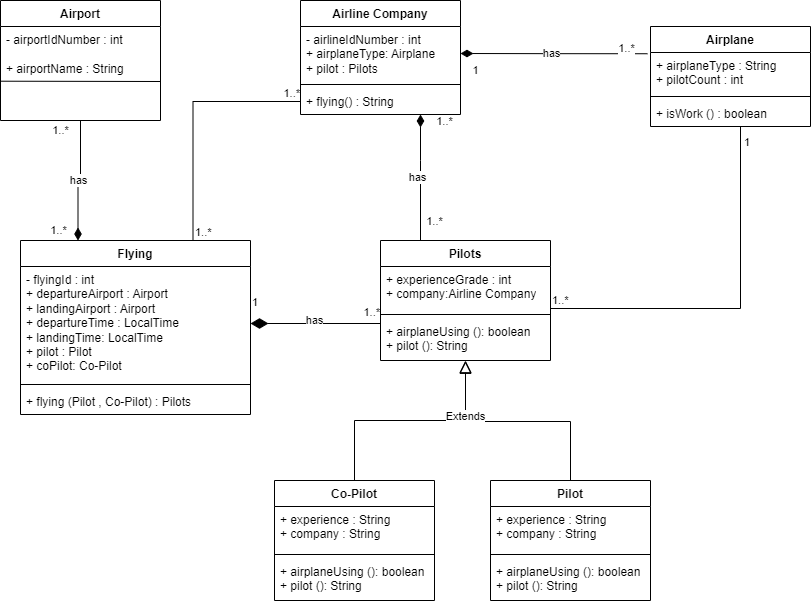 Airport
- airportIdNumber : int
+ airportName : String
Airline Company
- airlineIdNumber : int
+ airplaneType: Airplane
+ pilot : Pilots
+ flying() : String
Airplane
+ airplaneType : String
+ pilotCount : int
+ isWork () : boolean
1
has
1..*
1..*
1..*
has
1..*
1..*
1..*
has
1..*
1
1..*
Flying
- flyingId : int
+ departureAirport : Airport
+ landingAirport : Airport
+ departureTime : LocalTime
+ landingTime: LocalTime
+ pilot : Pilot
+ coPilot: Co-Pilot
+ flying (Pilot , Co-Pilot) : Pilots
1
has
1..*
Pilots
+ experienceGrade : int
+ company:Airline Company
+ airplaneUsing (): boolean
+ pilot (): String
Extends
Co-Pilot
+ experience : String
+ company : String
+ airplaneUsing (): boolean
+ pilot (): String
Pilot
+ experience : String
+ company : String
+ airplaneUsing (): boolean
+ pilot (): String